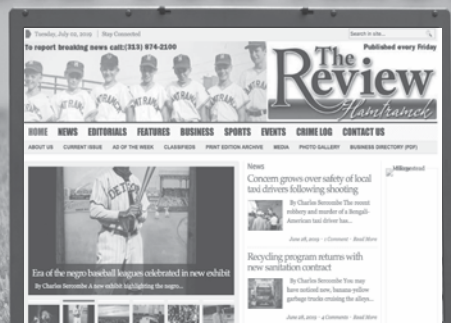 Tuesday, July 02, 2019 | Stay Connected
Search in site...
To report breaking news call:(313) 874-2100
Published every Friday
The
Review
Hamtramck
HOME NEWS EDITORIALS FEATURES BUSINESS SPORTS EVENTS CRIME LOG CONTACT US
ABOUT US CURRENT ISSUE AD OF THE WEEK CLASSIFIEDS PRINT EDITION ARCHIVE MEDIA PHOTO GALLERY BUSINESS DIRECTORY (PDF)
DETROIT
Era of the negro baseball leagues celebrated in new exhibit
By Charles Sercombe A new exhibit highlighting the negro...
News
Concern grows over safety of local
taxi drivers following shooting
By Charles Sercombe The recent
robbery and murder of a Bengali-
American taxi driver has...
June 28, 2019 - 1 Comment - Read More
Recycling program returns with
new sanitation contract
By Charles Sercombe You may
have noticed new, banana-yellow
garbage trucks cruising the alleys...
June 28, 2019 - 4 Comments - Read More